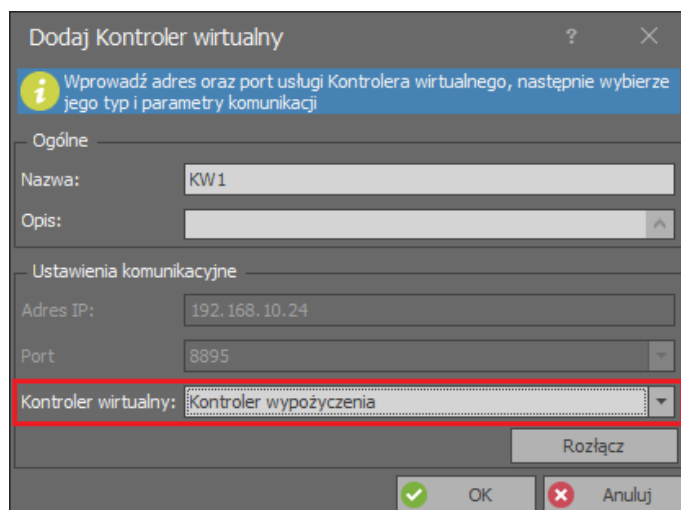 Dodaj Kontroler wirtualny
?
Wprowadź adres oraz port usługi Kontrolera wirtualnego, następnie wybierze
jego typ i parametry komunikacji
Ogólne
Nazwa: KW1
Opis:
Ustawienia komunikacyjne
Adres IP: 192.168.10.24
Port 8895
Kontroler wirtualny: Kontroler wypożyczenia
Rozłącz
OK Anuluj